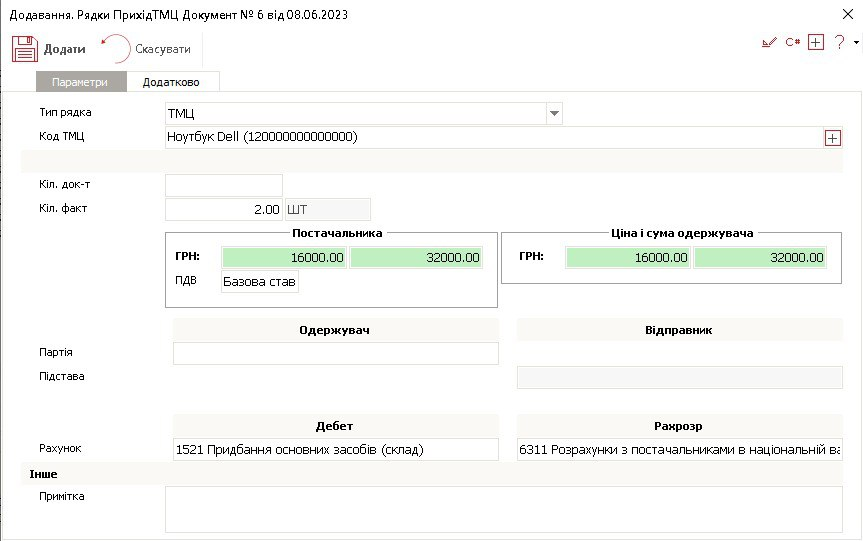 Додавання. Рядки ПрихідТМЦ Документ № 6 від 08.06.2023
Додати Скасувати C# ?
Параметри Додатково
Тип рядка ТМЦ
Код ТМЦ Ноутбук Dell (120000000000000)
Кіл. док-т
Кіл. факт 2.00 ШТ
Постачальника Ціна і сума одержувача
ГРН: 16000.00 32000.00 ГРН: 16000.00 32000.00
ПДВ Базова став
Одержувач Відправник
Партія
Підстава
Дебет Рахрозр
Рахунок 1521 Придбання основних засобів (склад) 6311 Розрахунки з постачальниками в національній ва
Інше
Примітка